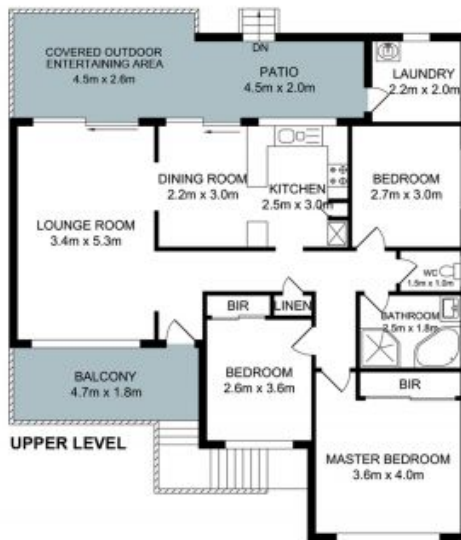 DN
COVERED OUTDOOR
ENTERTAINING AREA
4.5m x 2.6m
PATIO
4.5m x 2.0m
LAUNDRY
2.2m x 2.0m
DINING ROOM
2.2m x 3.0m
KITCHEN
2.5m x 3.0m
BEDROOM
2.7m x 3.0m
LOUNGE ROOM
3.4m x 5.3m
WC
1.5m x 1.0m
BIR
LINEN
BATHROOM
2.5m x 1.8m
BEDROOM
2.6m x 3.6m
BALCONY
4.7m x 1.8m
BIR
UPPER LEVEL
MASTER BEDROOM
3.6m x 4.0m